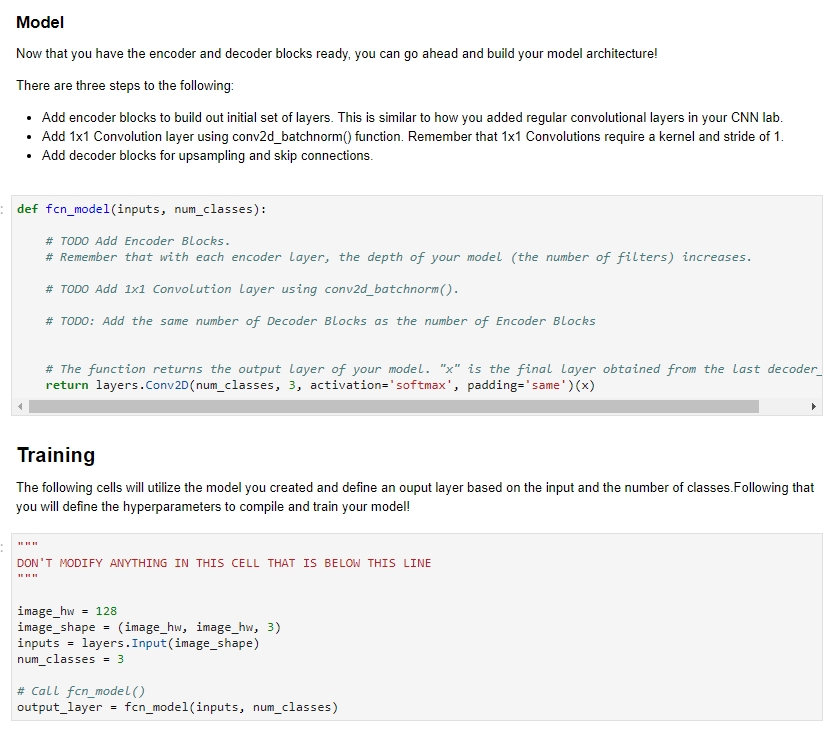 Model
Now that you have the encoder and decoder blocks ready, you can go ahead and build your model architecture!
There are three steps to the following:
• Add encoder blocks to build out initial set of layers. This is similar to how you added regular convolutional layers in your CNN lab.
• Add 1x1 Convolution layer using conv2d_batchnorm() function. Remember that 1x1 Convolutions require a kernel and stride of 1.
• Add decoder blocks for upsampling and skip connections.
:
def fcn_model(inputs, num_classes):
# TODO Add Encoder Blocks.
# Remember that with each encoder layer, the depth of your model (the number of filters) increases.
# TODO Add 1x1 Convolution layer using conv2d_batchnorm().
# TODO: Add the same number of Decoder Blocks as the number of Encoder Blocks
# The function returns the output layer of your model. "x" is the final layer obtained from the last decoder_
return layers.Conv2D(num_classes, 3, activation='softmax', padding='same')(x)
Training
The following cells will utilize the model you created and define an ouput layer based on the input and the number of classes.Following that
you will define the hyperparameters to compile and train your model!
:
"""
DON'T MODIFY ANYTHING IN THIS CELL THAT IS BELOW THIS LINE
"""
image_hw = 128
image_shape = (image_hw, image_hw, 3)
inputs = layers.Input(image_shape)
num_classes = 3
# Call fcn_model()
output_layer = fcn_model(inputs, num_classes)